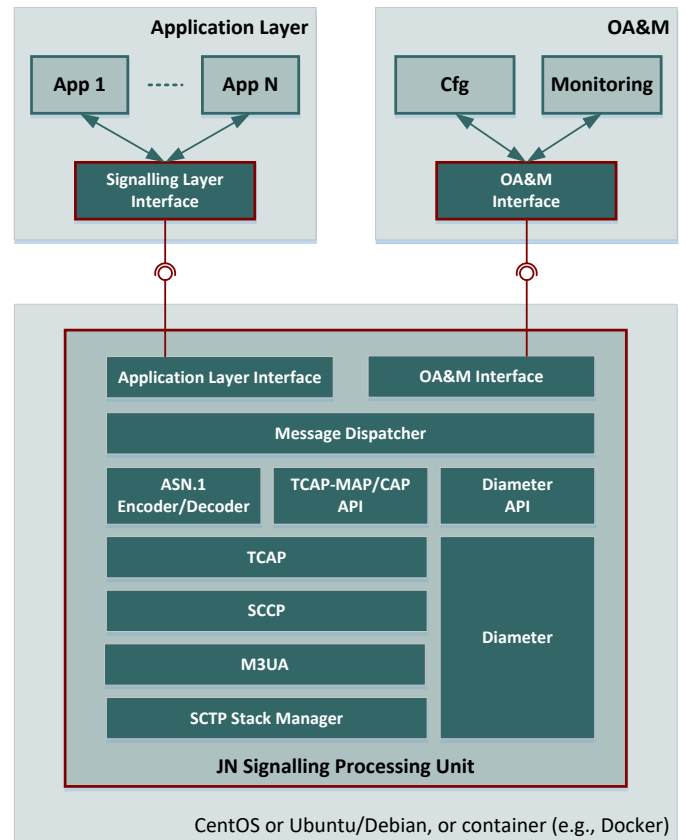 Application Layer
App 1
App N
Signalling Layer
Interface
OA&M
Cfg
Monitoring
OA&M
Interface
Application Layer Interface
OA&M Interface
Message Dispatcher
ASN.1
Encoder/Decoder
TCAP-MAP/CAP
API
Diameter
API
TCAP
SCCP
M3UA
SCTP Stack Manager
Diameter
JN Signalling Processing Unit
CentOS or Ubuntu/Debian, or container (e.g., Docker)